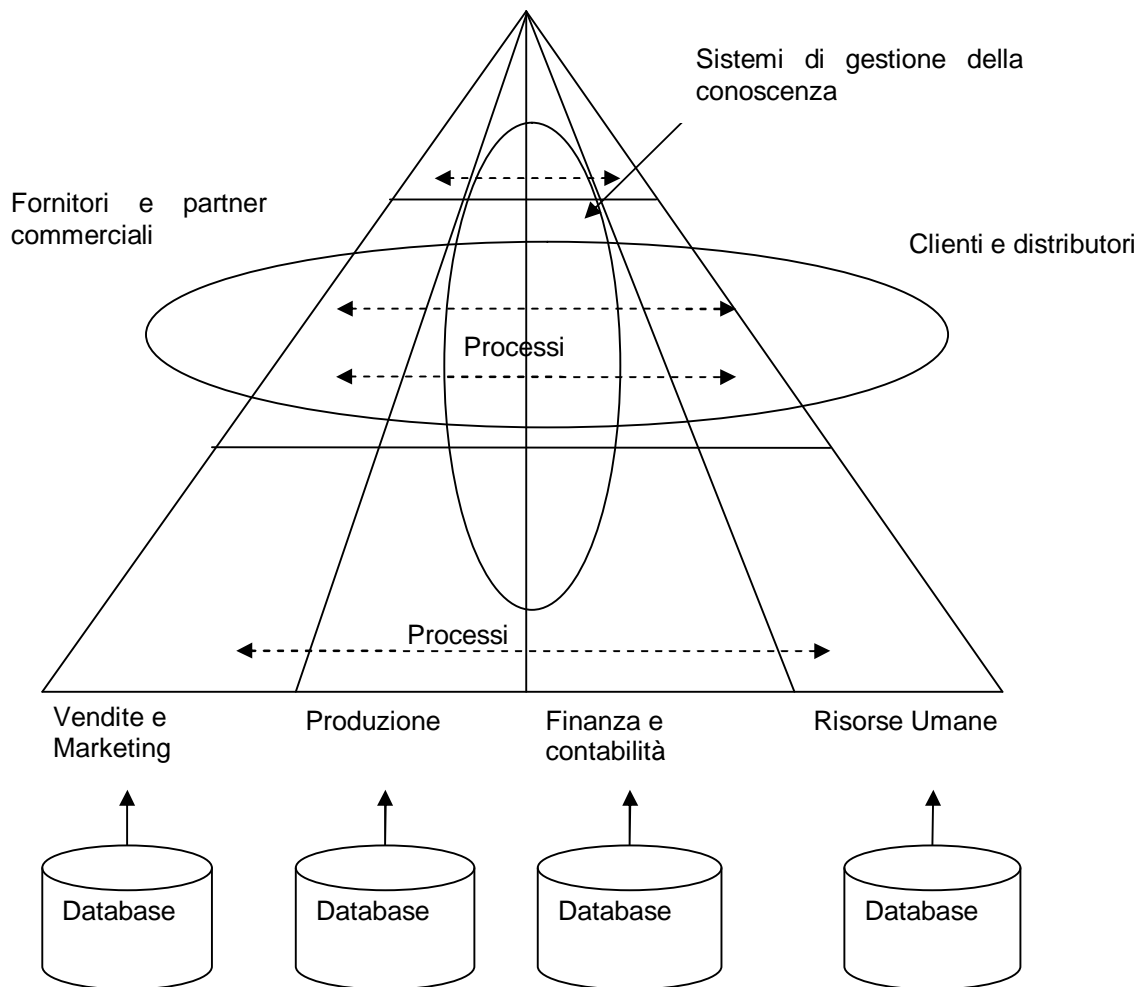 Sistemi di gestione della
conoscenza
Fornitori e partner
commerciali
Clienti e distributori
Processi
Processi
Vendite e
Marketing
Produzione
Finanza e
contabilità
Risorse Umane
Database
Database
Database
Database